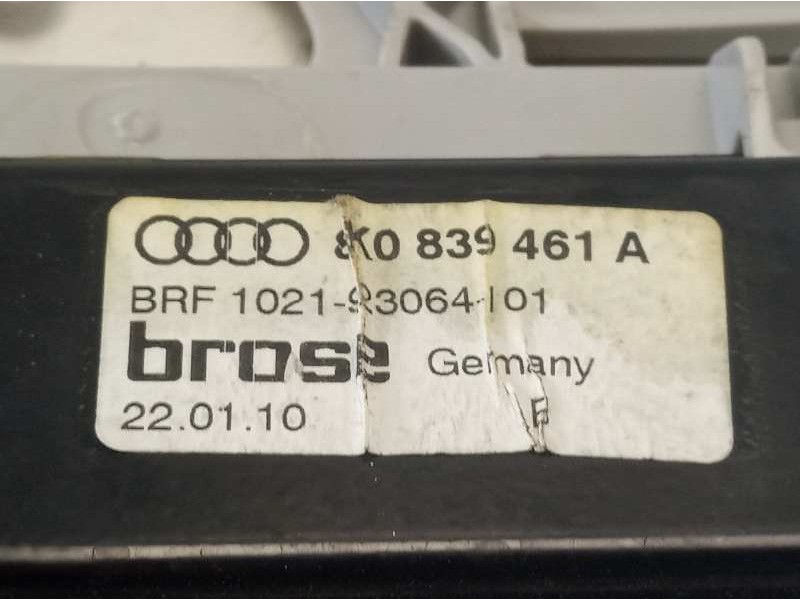 8K0 839 461 A
BRF 1021-93064-101
brose Germany
22.01.10